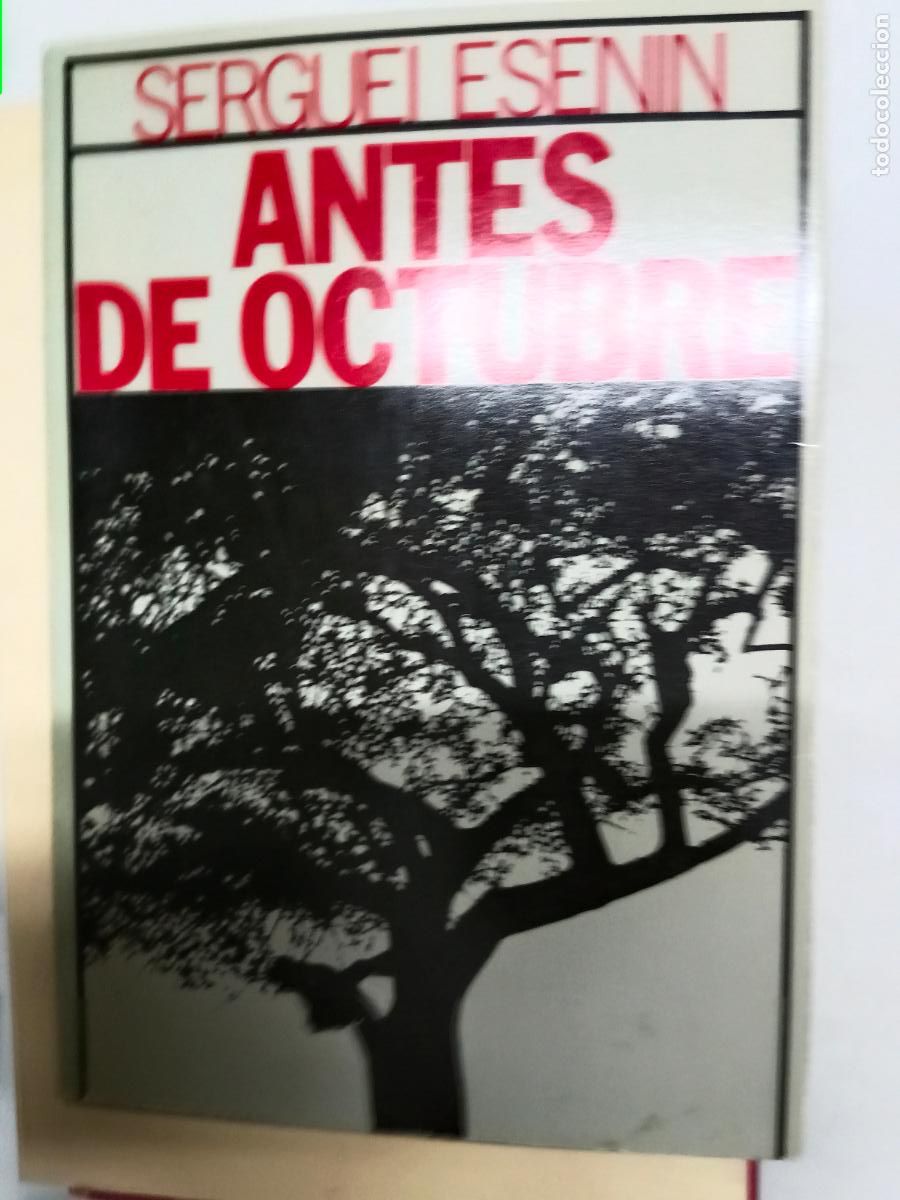 SERGUEI ESENIN
ANTES
DE OCTUBRE
todocoleccion